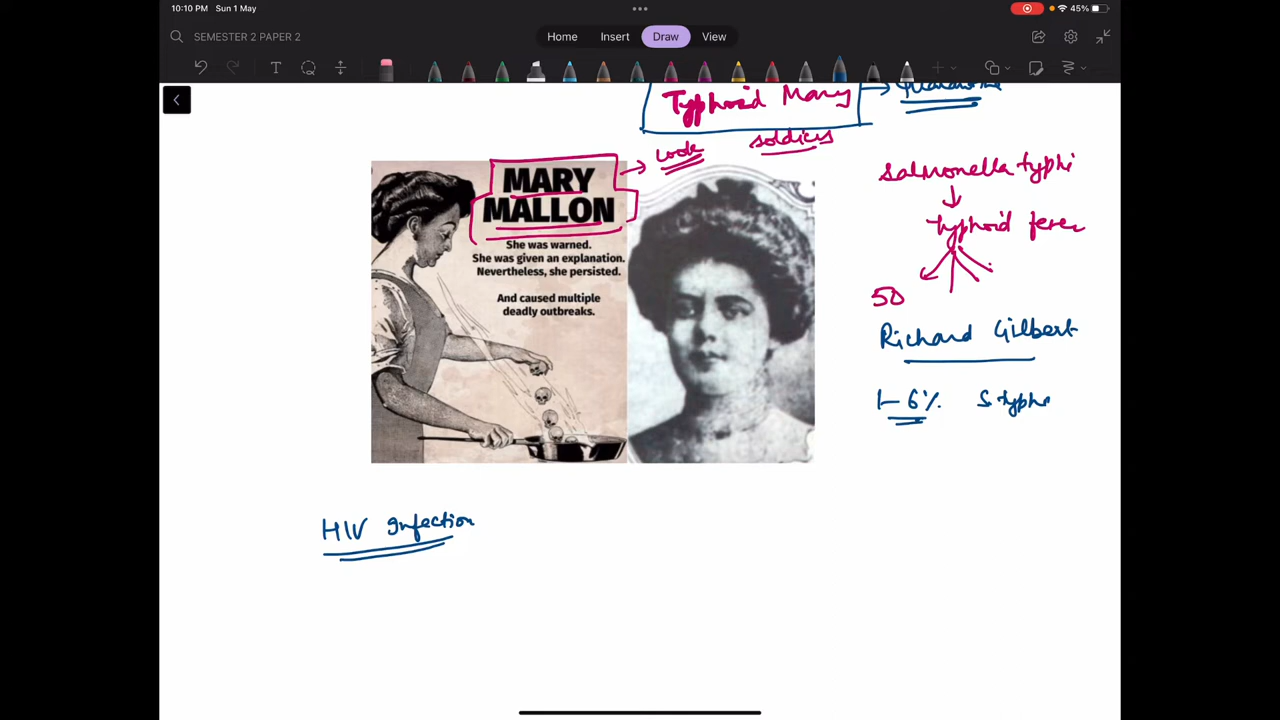 10:10 PM Sun 1 May
45%
SEMESTER 2 PAPER 2
Home Insert Draw View
Typhoid Mary
cook soldiers
MARY
MALLON
She was warned.
She was given an explanation.
Nevertheless, she persisted.
And caused multiple
deadly outbreaks.
Salmonella typhi
typhoid fever
50
Richard Gilbert
1-6% S. typhi
HIV Infection